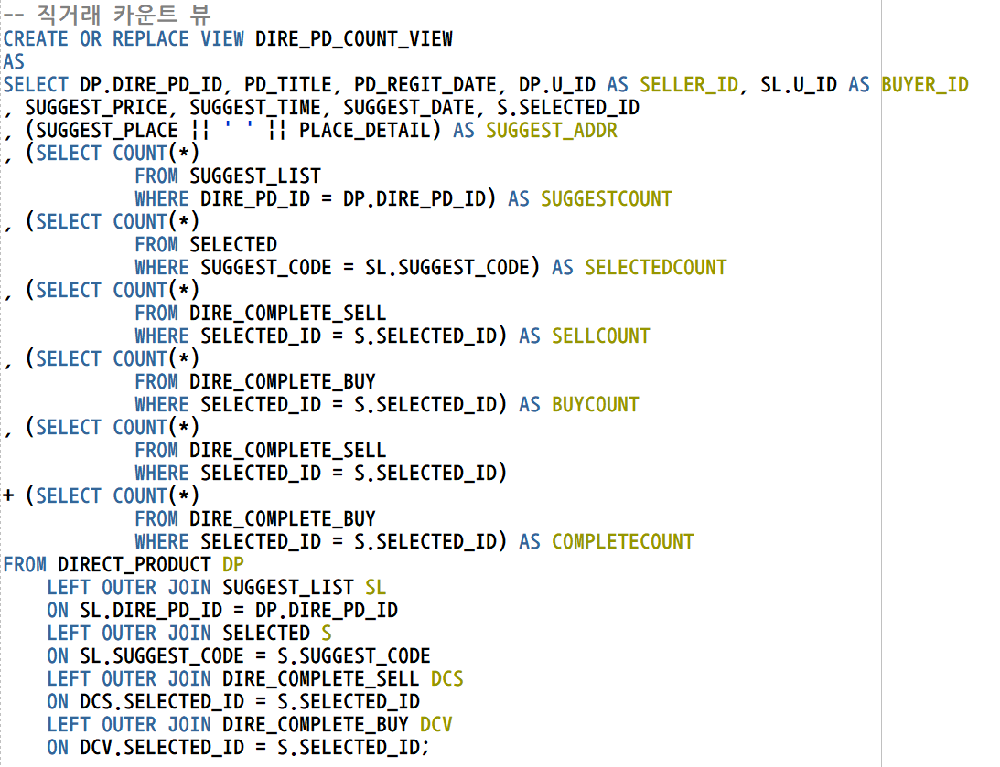 -- 직거래 카운트 뷰
CREATE OR REPLACE VIEW DIRE_PD_COUNT_VIEW
AS
SELECT DP.DIRE_PD_ID, PD_TITLE, PD_REGIT_DATE, DP.U_ID AS SELLER_ID, SL.U_ID AS BUYER_ID
, SUGGEST_PRICE, SUGGEST_TIME, SUGGEST_DATE, S.SELECTED_ID
, (SUGGEST_PLACE || ' ' || PLACE_DETAIL) AS SUGGEST_ADDR
, (SELECT COUNT(*)
            FROM SUGGEST_LIST
            WHERE DIRE_PD_ID = DP.DIRE_PD_ID) AS SUGGESTCOUNT
, (SELECT COUNT(*)
            FROM SELECTED
            WHERE SUGGEST_CODE = SL.SUGGEST_CODE) AS SELECTEDCOUNT
, (SELECT COUNT(*)
            FROM DIRE_COMPLETE_SELL
            WHERE SELECTED_ID = S.SELECTED_ID) AS SELLCOUNT
, (SELECT COUNT(*)
            FROM DIRE_COMPLETE_BUY
            WHERE SELECTED_ID = S.SELECTED_ID) AS BUYCOUNT
, (SELECT COUNT(*)
            FROM DIRE_COMPLETE_SELL
            WHERE SELECTED_ID = S.SELECTED_ID)
+ (SELECT COUNT(*)
            FROM DIRE_COMPLETE_BUY
            WHERE SELECTED_ID = S.SELECTED_ID) AS COMPLETECOUNT
FROM DIRECT_PRODUCT DP
    LEFT OUTER JOIN SUGGEST_LIST SL
    ON SL.DIRE_PD_ID = DP.DIRE_PD_ID
    LEFT OUTER JOIN SELECTED S
    ON SL.SUGGEST_CODE = S.SUGGEST_CODE
    LEFT OUTER JOIN DIRE_COMPLETE_SELL DCS
    ON DCS.SELECTED_ID = S.SELECTED_ID
    LEFT OUTER JOIN DIRE_COMPLETE_BUY DCV
    ON DCV.SELECTED_ID = S.SELECTED_ID;